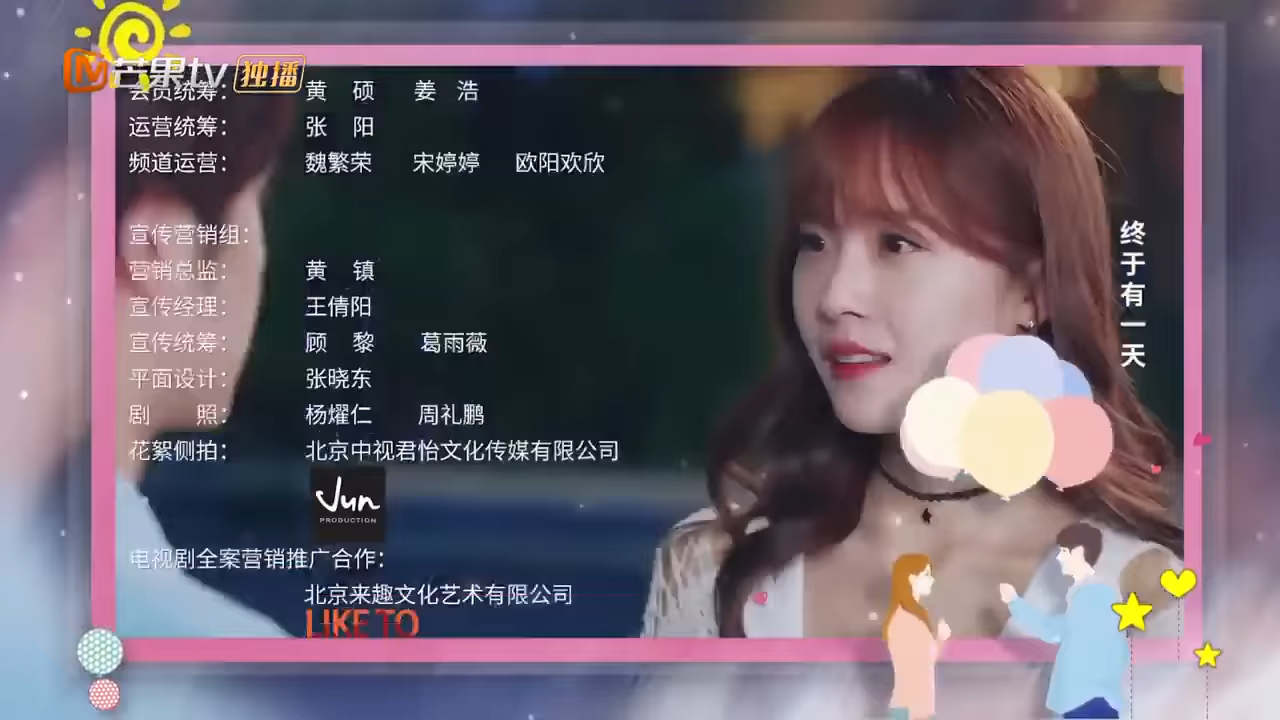 芒果tv 独播
会员统筹： 黄 硕 姜 浩
运营统筹： 张 阳
频道运营： 魏繁荣 宋婷婷 欧阳欢欣
宣传营销组：
营销总监： 黄 镇
宣传经理： 王倩阳
宣传统筹： 顾 黎 葛雨薇
平面设计： 张晓东
剧 照： 杨燿仁 周礼鹏
花絮侧拍： 北京中视君怡文化传媒有限公司
Jun
PRODUCTION
电视剧全案营销推广合作：
北京来趣文化艺术有限公司
LIKE TO
终于有一天